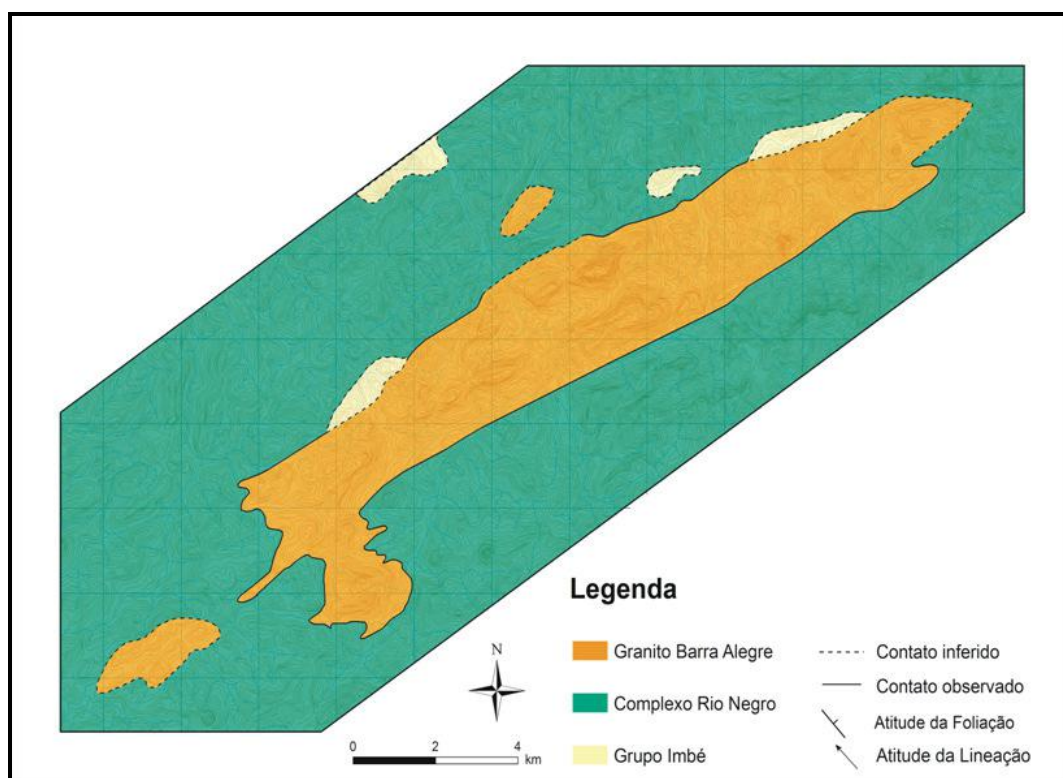 Legenda
Granito Barra Alegre
Complexo Rio Negro
Grupo Imbé
Contato inferido
Contato observado
Atitude da Foliação
Atitude da Lineação
N
0 2 4
km